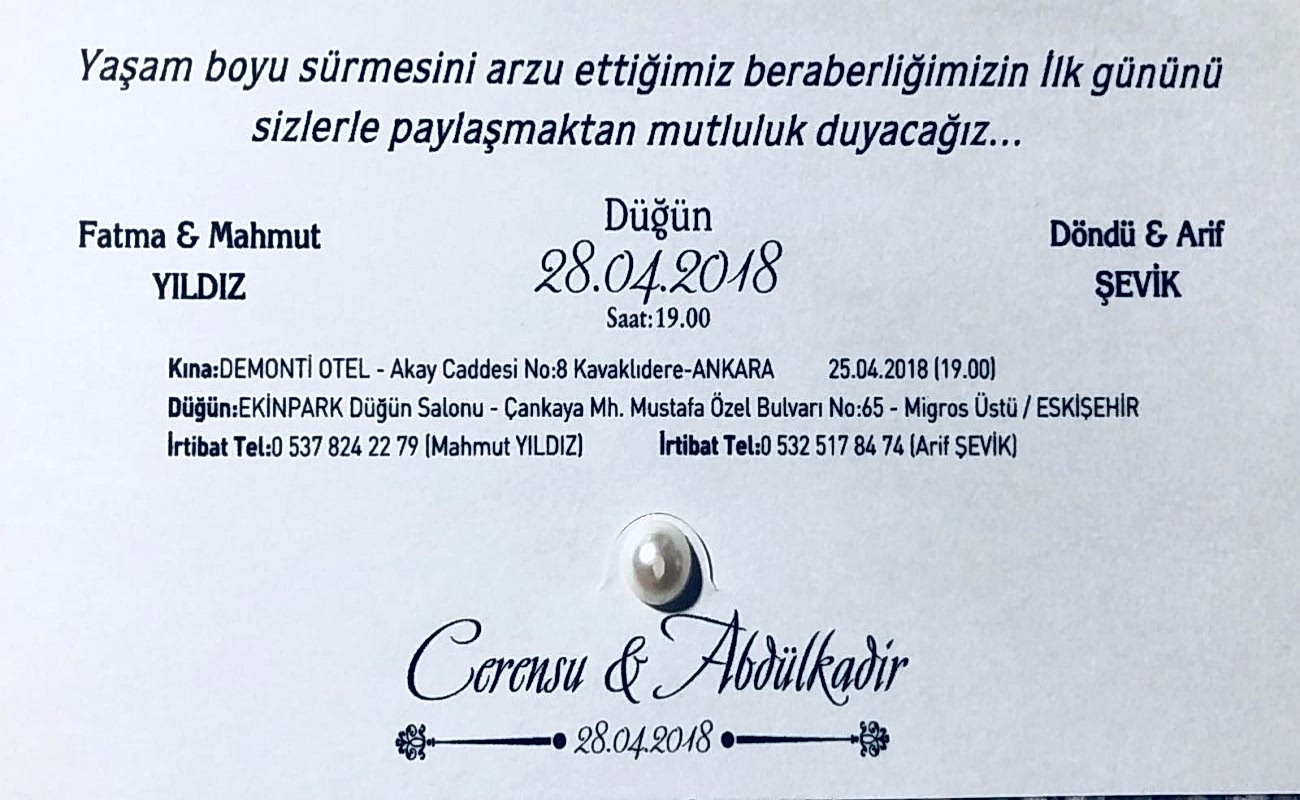 Yaşam boyu sürmesini arzu ettiğimiz beraberliğimizin İlk gününü
sizlerle paylaşmaktan mutluluk duyacağız...
Fatma & Mahmut
YILDIZ
Düğün
28.04.2018
Saat:19.00
Döndü & Arif
ŞEVİK
Kına:DEMONTİ OTEL - Akay Caddesi No:8 Kavaklıdere-ANKARA 25.04.2018 (19.00)
Düğün:EKİNPARK Düğün Salonu - Çankaya Mh. Mustafa Özel Bulvarı No:65 - Migros Üstü / ESKİŞEHİR
İrtibat Tel:0 537 824 22 79 (Mahmut YILDIZ) İrtibat Tel:0 532 517 84 74 (Arif ŞEVİK)
Cerensu & Abdülkadir
28.04.2018